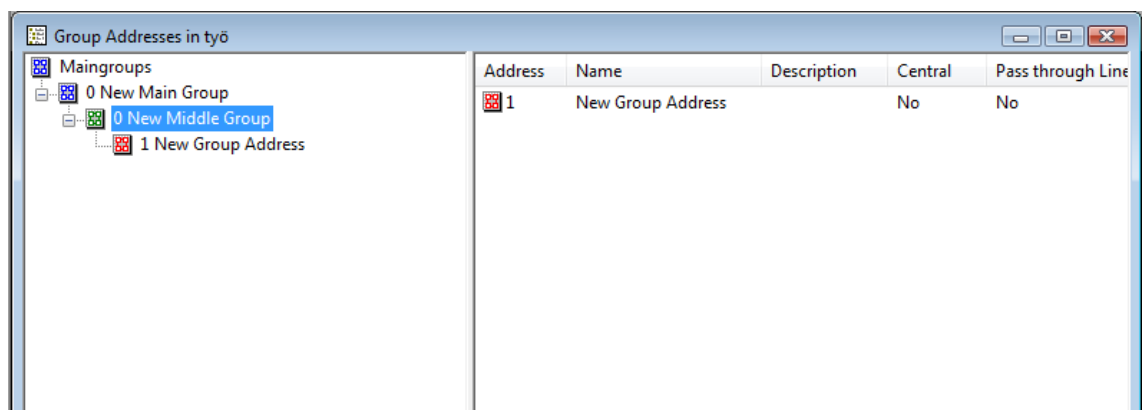 Group Addresses in työ
Maingroups
0 New Main Group
0 New Middle Group
1 New Group Address
Address Name Description Central Pass through Line
1 New Group Address No No